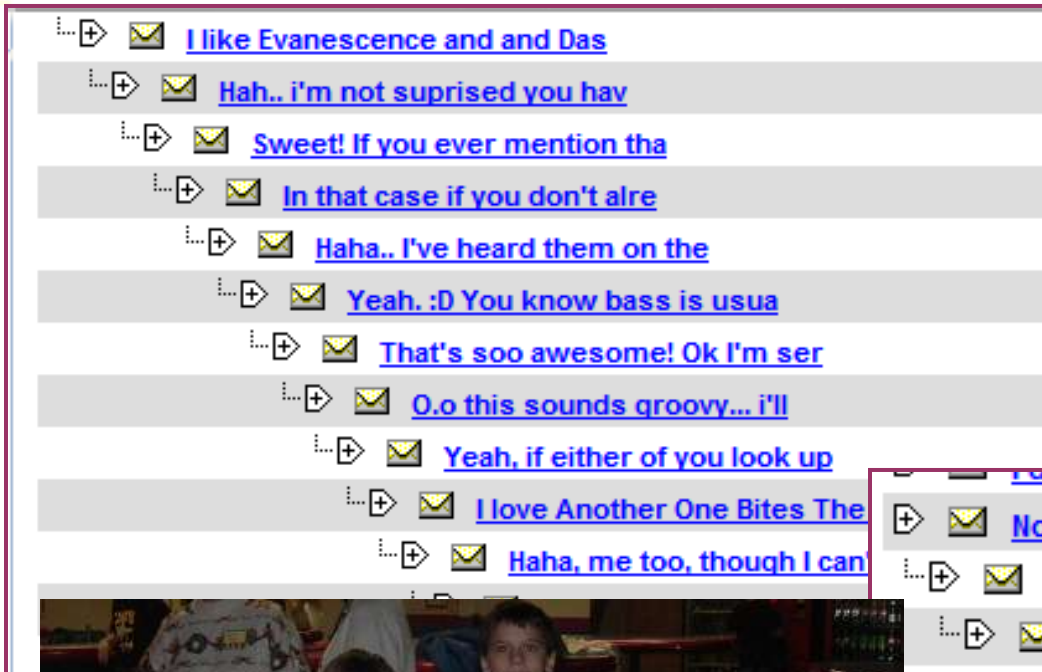 I like Evanescence and and Das
Hah.. i'm not suprised you hav
Sweet! If you ever mention tha
In that case if you don't alre
Haha.. I've heard them on the
Yeah. :D You know bass is usua
That's soo awesome! Ok I'm ser
O.o this sounds groovy... i'll
Yeah, if either of you look up
I love Another One Bites The
Haha, me too, though I can'